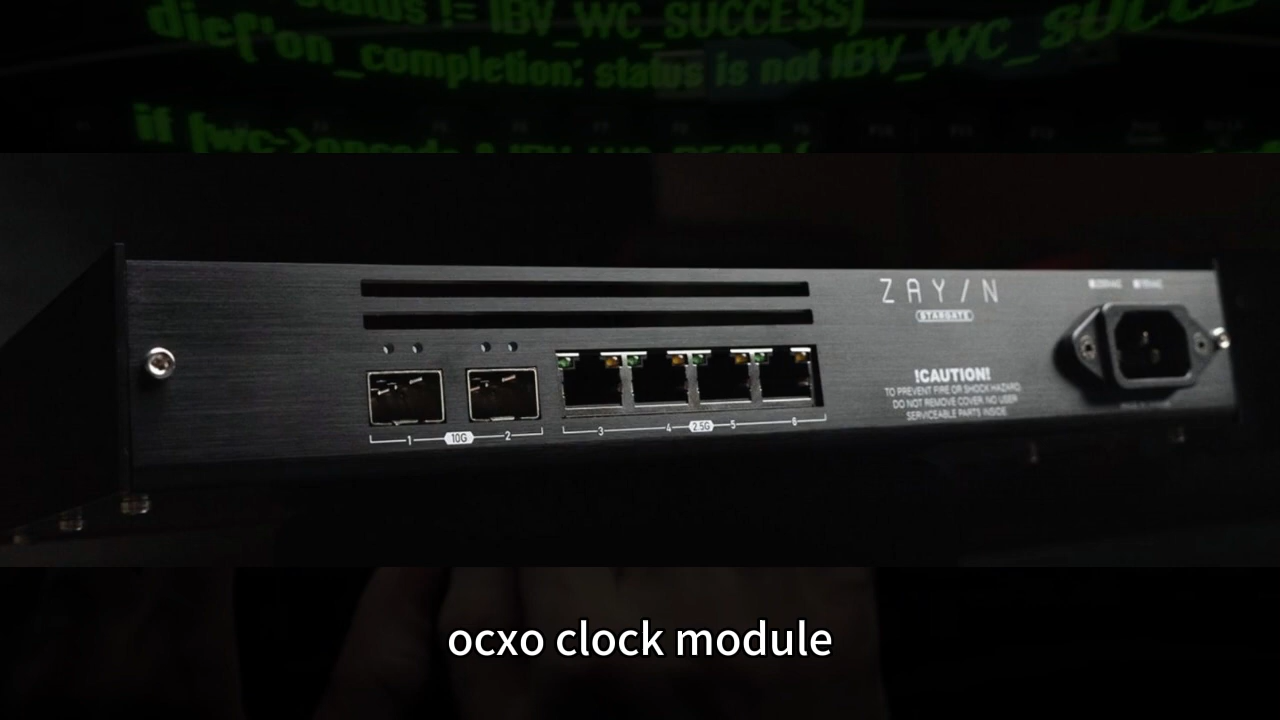 status != IBV_WC_SUCCESS)
die("on_completion: status is not IBV_WC_SUCCESS
if (wc->opcode & IBV_WC_RECV) {
ZAY/N
STARGATE
!CAUTION!
TO PREVENT FIRE OR SHOCK HAZARD,
DO NOT REMOVE COVER. NO USER
SERVICEABLE PARTS INSIDE
1 10G 2
3 4 2.5G 5 6
ocxo clock module